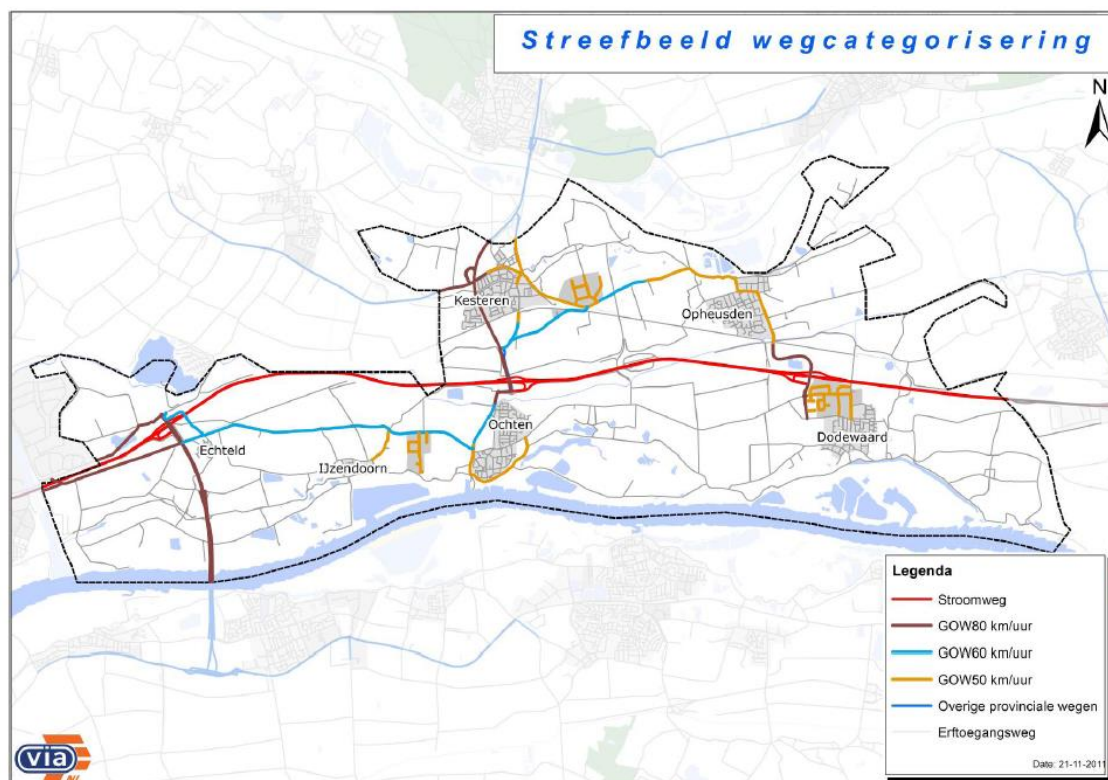 Streefbeeld wegcategorisering
N
Kesteren
Opheusden
Ochten
Echteld
Dodewaard
IJzendoorn
Legenda
Stroomweg
GOW80 km/uur
GOW60 km/uur
GOW50 km/uur
Overige provinciale wegen
Erftoegangsweg
Date: 21-11-2011
via